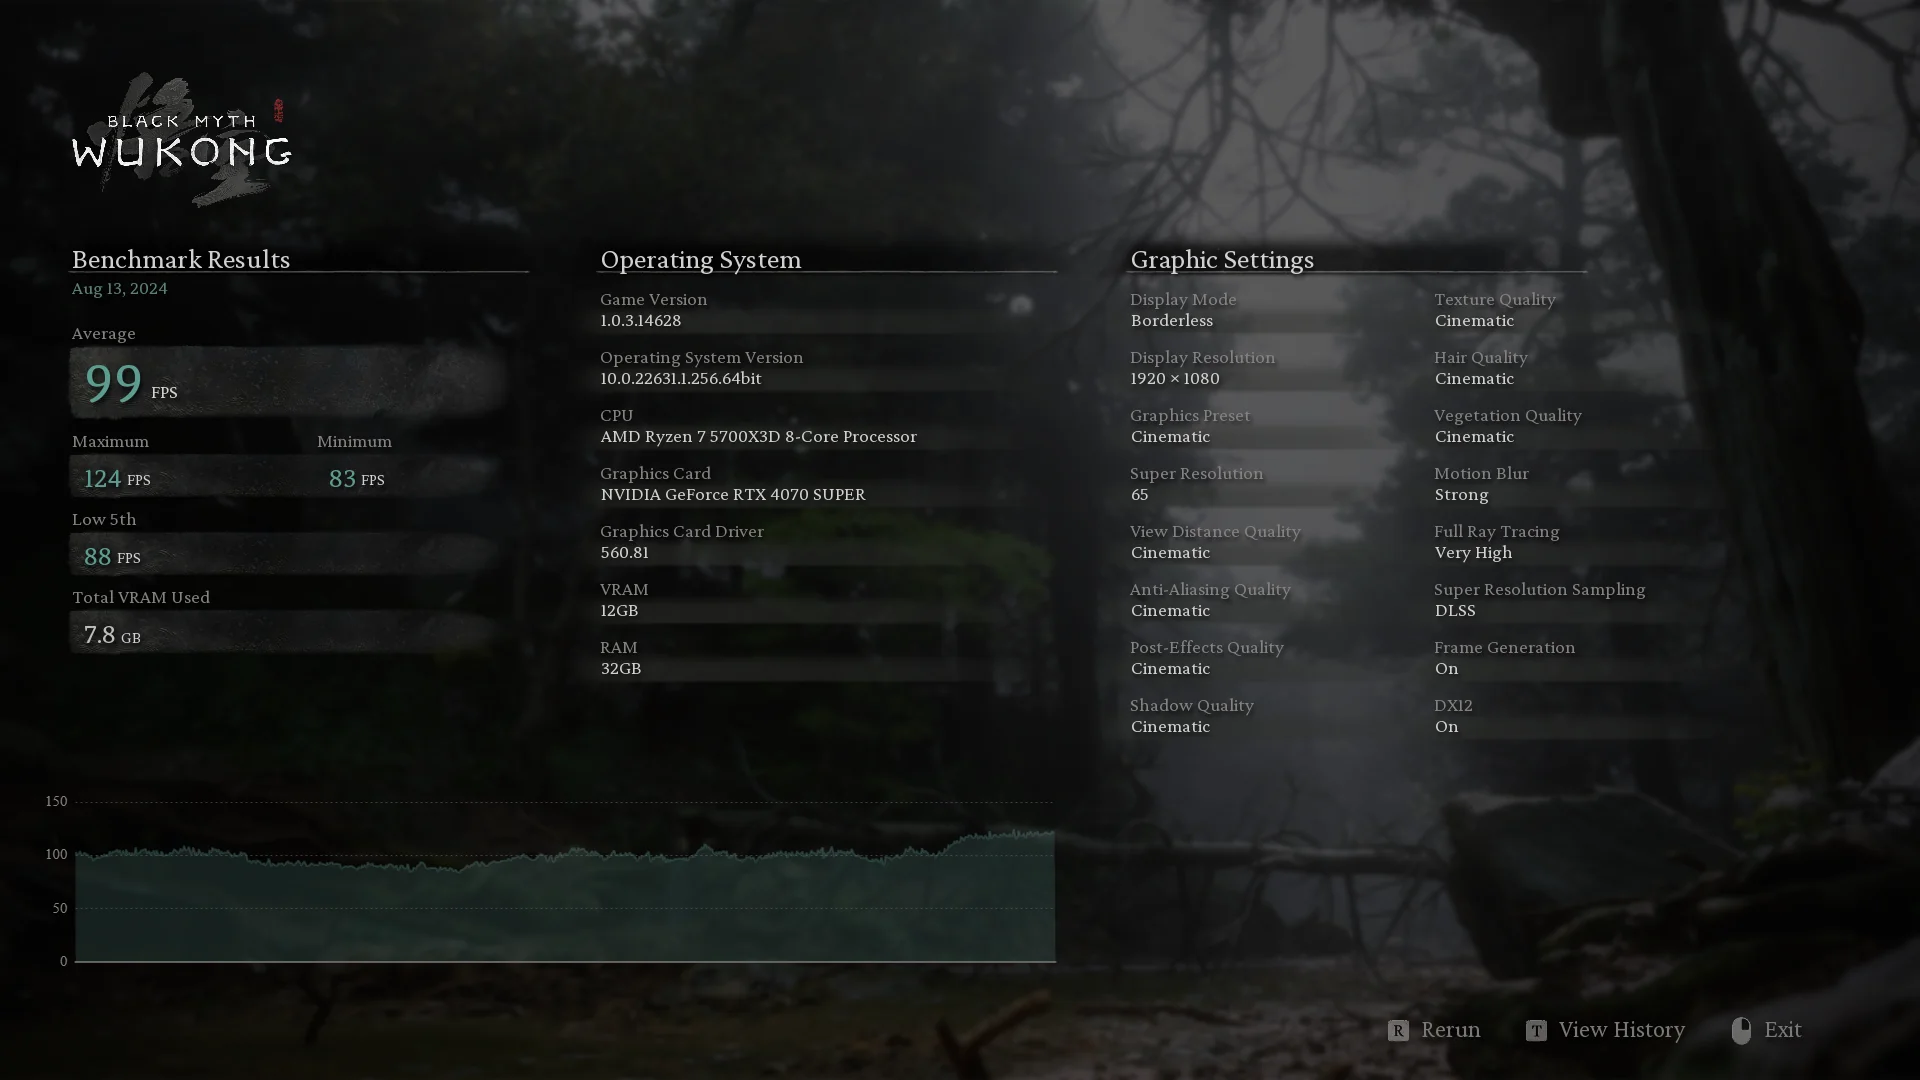 BLACK MYTH
WUKONG
Benchmark Results
Aug 13, 2024
Average
99 FPS
Maximum
Minimum
124 FPS
83 FPS
Low 5th
88 FPS
Total VRAM Used
7.8 GB
Operating System
Game Version
1.0.3.14628
Operating System Version
10.0.22631.1.256.64bit
CPU
AMD Ryzen 7 5700X3D 8-Core Processor
Graphics Card
NVIDIA GeForce RTX 4070 SUPER
Graphics Card Driver
560.81
VRAM
12GB
RAM
32GB
Graphic Settings
Display Mode
Borderless
Display Resolution
1920 × 1080
Graphics Preset
Cinematic
Super Resolution
65
View Distance Quality
Cinematic
Anti-Aliasing Quality
Cinematic
Post-Effects Quality
Cinematic
Shadow Quality
Cinematic
Texture Quality
Cinematic
Hair Quality
Cinematic
Vegetation Quality
Cinematic
Motion Blur
Strong
Full Ray Tracing
Very High
Super Resolution Sampling
DLSS
Frame Generation
On
DX12
On
150
100
50
0
R Rerun
T View History
Exit